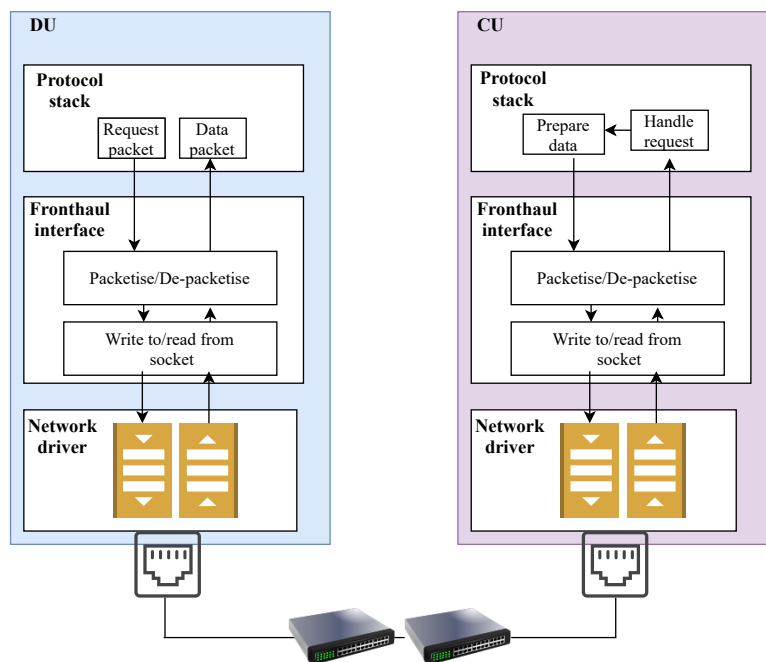 DU
Protocol
stack
Request
packet
Data
packet
Fronthaul
interface
Packetise/De-packetise
Write to/read from
socket
Network
driver
CU
Protocol
stack
Prepare
data
Handle
request
Fronthaul
interface
Packetise/De-packetise
Write to/read from
socket
Network
driver